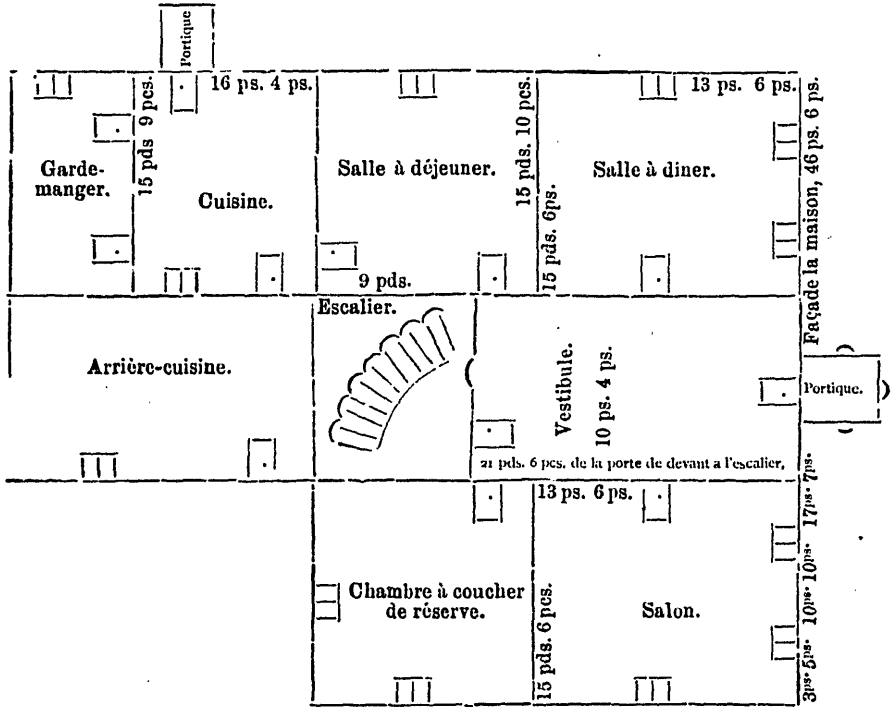 Portique
16 ps. 4 ps.
13 ps. 6 ps.
15 pds 9 pcs.
15 pds. 10 pcs.
Façade la maison, 46 ps. 6 ps.
Garde-
manger.
Cuisine.
Salle à déjeuner.
Salle à diner.
15 pds. 6ps.
9 pds.
Escalier.
Arrière-cuisine.
Vestibule.
10 ps. 4 ps.
Portique.
21 pds. 6 pcs. de la porte de devant a l'escalier,
13 ps. 6 ps.
Chambre à coucher
de réserve.
15 pds. 6 pcs.
Salon.
3ps. 5ps. 10ps. 10ps. 17ps. 7ps.